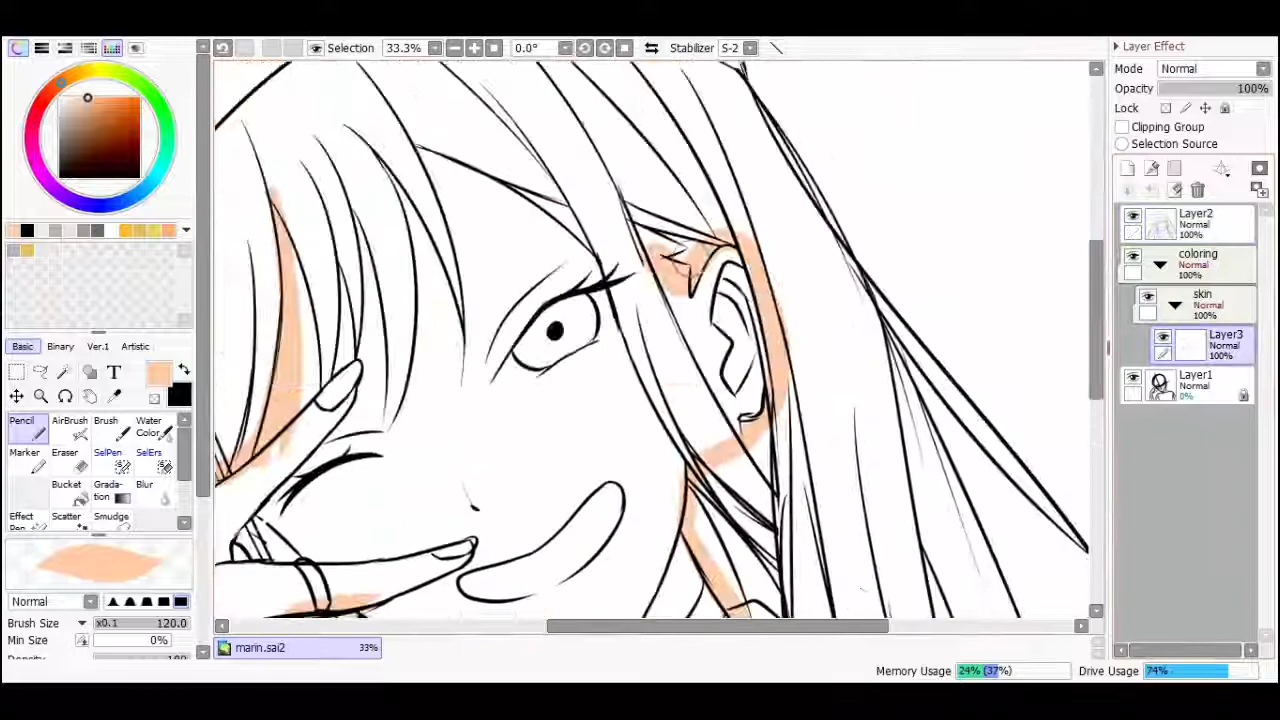 Selection
33.3%
0.0°
Stabilizer
S-2
Layer Effect
Mode
Normal
Opacity
100%
Lock
Clipping Group
Selection Source
Layer2
Normal
100%
coloring
Normal
100%
skin
Normal
100%
Layer3
Normal
100%
Layer1
Normal
0%
Basic
Binary
Ver.1
Artistic
T
Pencil
AirBrush
Brush
Water
Color
Marker
Eraser
SelPen
SelErs
Bucket
Grada-
tion
Blur
Effect
Pen
Scatter
Smudge
Normal
Brush Size
x0.1
120.0
Min Size
0%
marin.sai2
33%
Memory Usage
24% (37%)
Drive Usage
74%